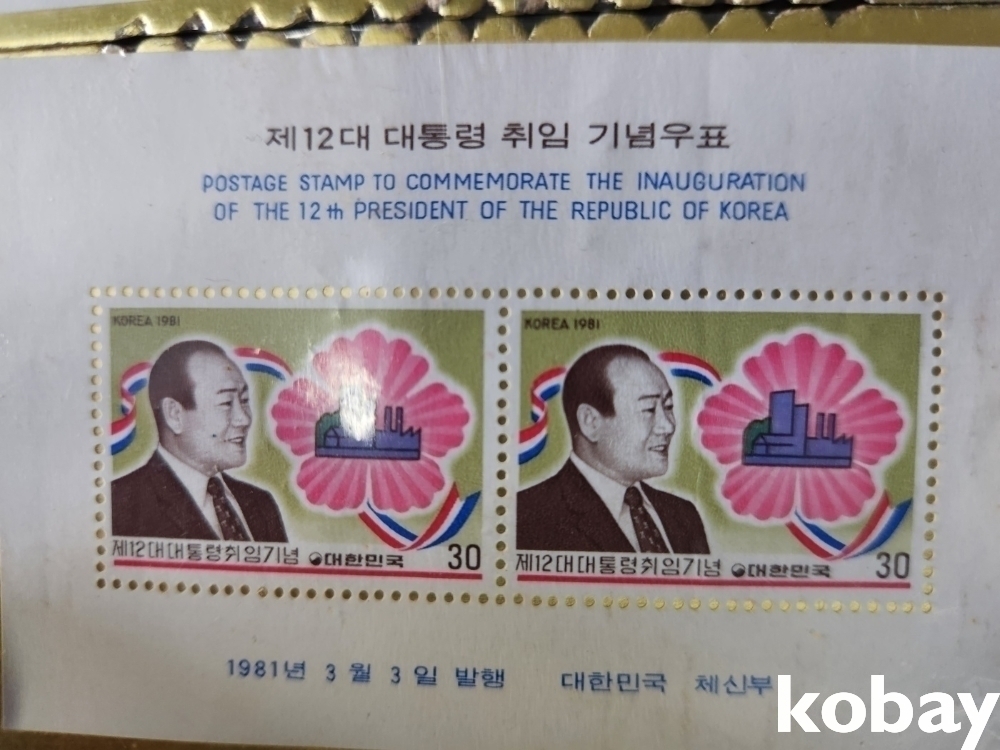 제12대 대통령 취임 기념우표
POSTAGE STAMP TO COMMEMORATE THE INAUGURATION
OF THE 12th PRESIDENT OF THE REPUBLIC OF KOREA
KOREA 1981
제12대대통령취임기념 대한민국 30
KOREA 1981
제12대대통령취임기념 대한민국 30
1981년 3월 3일 발행 대한민국 체신부
kobay